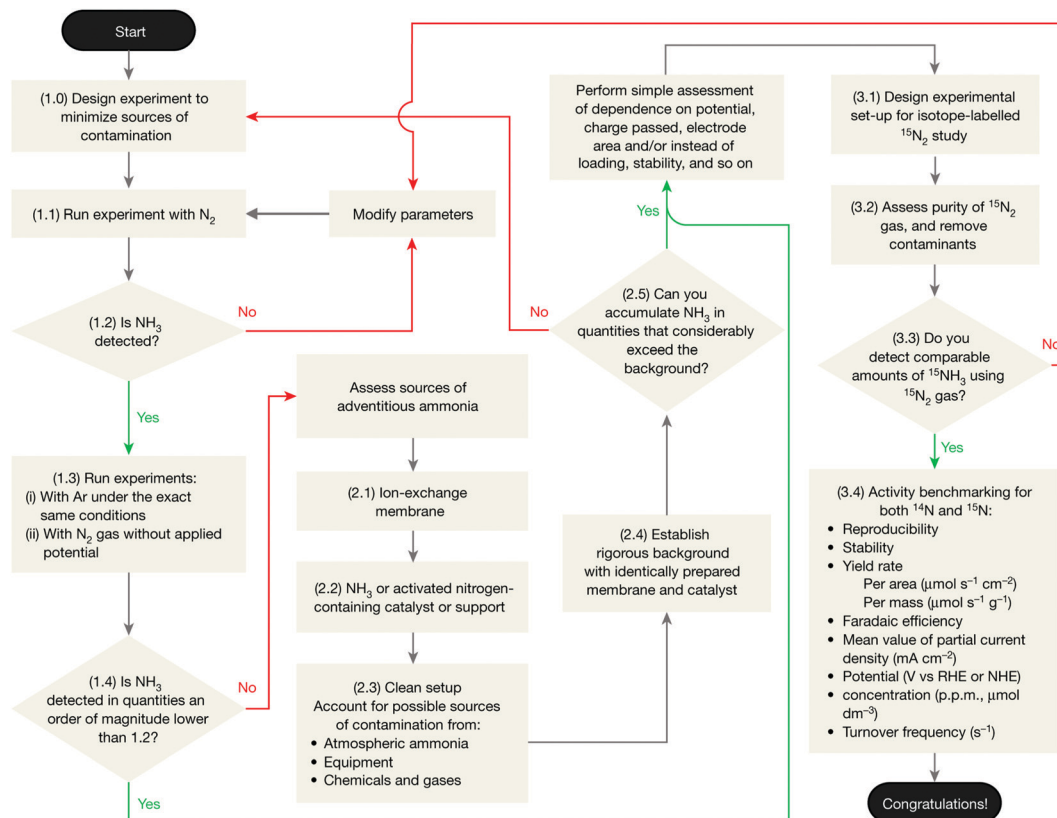 Start
(1.0) Design experiment to
minimize sources of
contamination
(1.1) Run experiment with N₂
Modify parameters
(1.2) Is NH₃
detected?
No
Yes
(1.3) Run experiments:
(i) With Ar under the exact
same conditions
(ii) With N₂ gas without applied
potential
(1.4) Is NH₃
detected in quantities an
order of magnitude lower
than 1.2?
No
Yes
Assess sources of
adventitious ammonia
(2.1) Ion-exchange
membrane
(2.2) NH₃ or activated nitrogen-
containing catalyst or support
(2.3) Clean setup
Account for possible sources
of contamination from:
• Atmospheric ammonia
• Equipment
• Chemicals and gases
(2.4) Establish
rigorous background
with identically prepared
membrane and catalyst
(2.5) Can you
accumulate NH₃ in
quantities that considerably
exceed the
background?
No
Yes
Perform simple assessment
of dependence on potential,
charge passed, electrode
area and/or instead of
loading, stability, and so on
(3.1) Design experimental
set-up for isotope-labelled
¹⁵N₂ study
(3.2) Assess purity of ¹⁵N₂
gas, and remove
contaminants
(3.3) Do you
detect comparable
amounts of ¹⁵NH₃ using
¹⁵N₂ gas?
No
Yes
(3.4) Activity benchmarking for
both ¹⁴N and ¹⁵N:
• Reproducibility
• Stability
• Yield rate
Per area (μmol s⁻¹ cm⁻²)
Per mass (μmol s⁻¹ g⁻¹)
• Faradaic efficiency
• Mean value of partial current
density (mA cm⁻²)
• Potential (V vs RHE or NHE)
• concentration (p.p.m., μmol
dm⁻³)
• Turnover frequency (s⁻¹)
Congratulations!